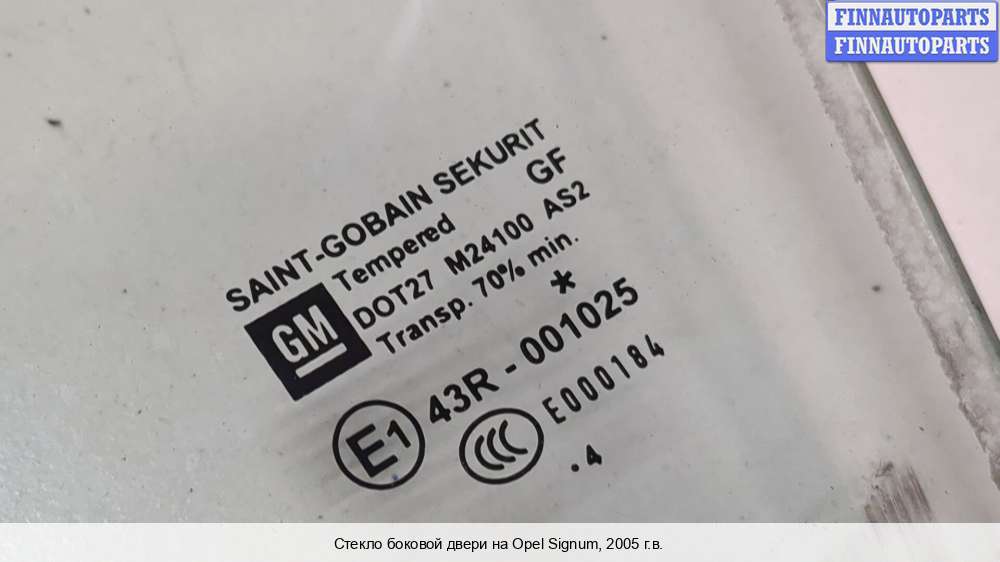 FINNAUTOPARTS
FINNAUTOPARTS
SAINT-GOBAIN SEKURIT
Tempered GF
GM
DOT27 M24100 AS2
Transp. 70% min.
*
E1 43R - 001025
CCC E000184
.4
Стекло боковой двери на Opel Signum, 2005 г.в.